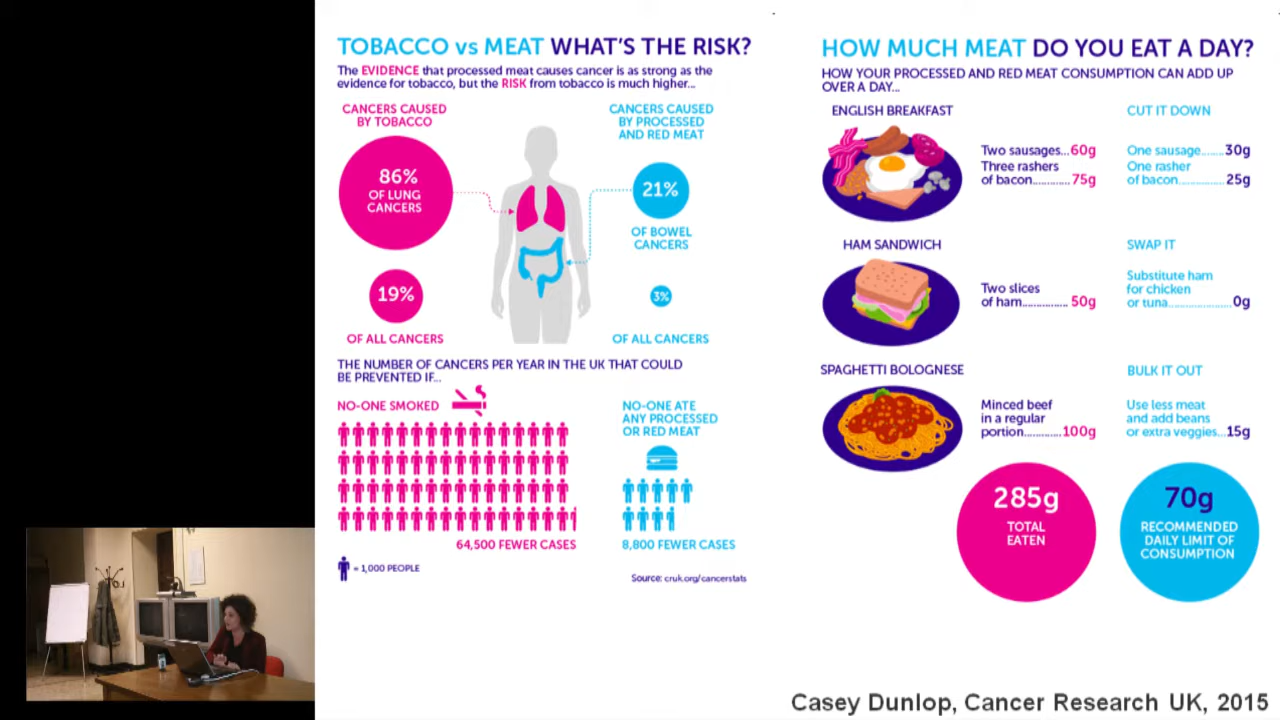 TOBACCO vs MEAT WHAT'S THE RISK?
The EVIDENCE that processed meat causes cancer is as strong as the
evidence for tobacco, but the RISK from tobacco is much higher...
CANCERS CAUSED
BY TOBACCO
86%
OF LUNG
CANCERS
19%
OF ALL CANCERS
CANCERS CAUSED
BY PROCESSED
AND RED MEAT
21%
OF BOWEL
CANCERS
3%
OF ALL CANCERS
THE NUMBER OF CANCERS PER YEAR IN THE UK THAT COULD
BE PREVENTED IF...
NO-ONE SMOKED
64,500 FEWER CASES
NO-ONE ATE
ANY PROCESSED
OR RED MEAT
8,800 FEWER CASES
= 1,000 PEOPLE
Source: cruk.org/cancerstats
HOW MUCH MEAT DO YOU EAT A DAY?
HOW YOUR PROCESSED AND RED MEAT CONSUMPTION CAN ADD UP
OVER A DAY...
ENGLISH BREAKFAST
Two sausages...60g
Three rashers
of bacon............75g
CUT IT DOWN
One sausage.......30g
One rasher
of bacon..............25g
HAM SANDWICH
Two slices
of ham................ 50g
SWAP IT
Substitute ham
for chicken
or tuna....................0g
SPAGHETTI BOLOGNESE
Minced beef
in a regular
portion............100g
BULK IT OUT
Use less meat
and add beans
or extra veggies...15g
285g
TOTAL
EATEN
70g
RECOMMENDED
DAILY LIMIT OF
CONSUMPTION
Casey Dunlop, Cancer Research UK, 2015